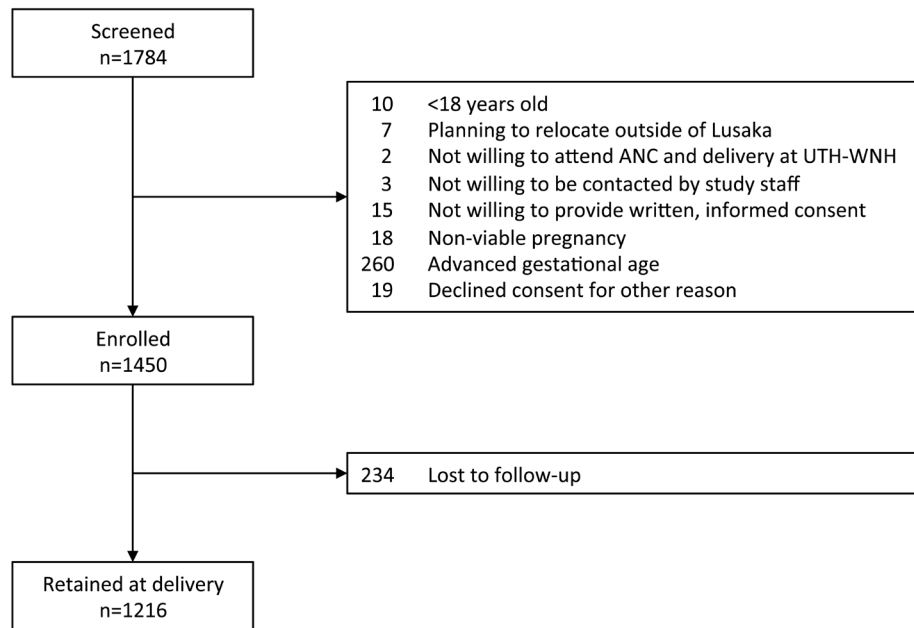 Screened
n=1784
10 <18 years old
7 Planning to relocate outside of Lusaka
2 Not willing to attend ANC and delivery at UTH-WNH
3 Not willing to be contacted by study staff
15 Not willing to provide written, informed consent
18 Non-viable pregnancy
260 Advanced gestational age
19 Declined consent for other reason
Enrolled
n=1450
234 Lost to follow-up
Retained at delivery
n=1216